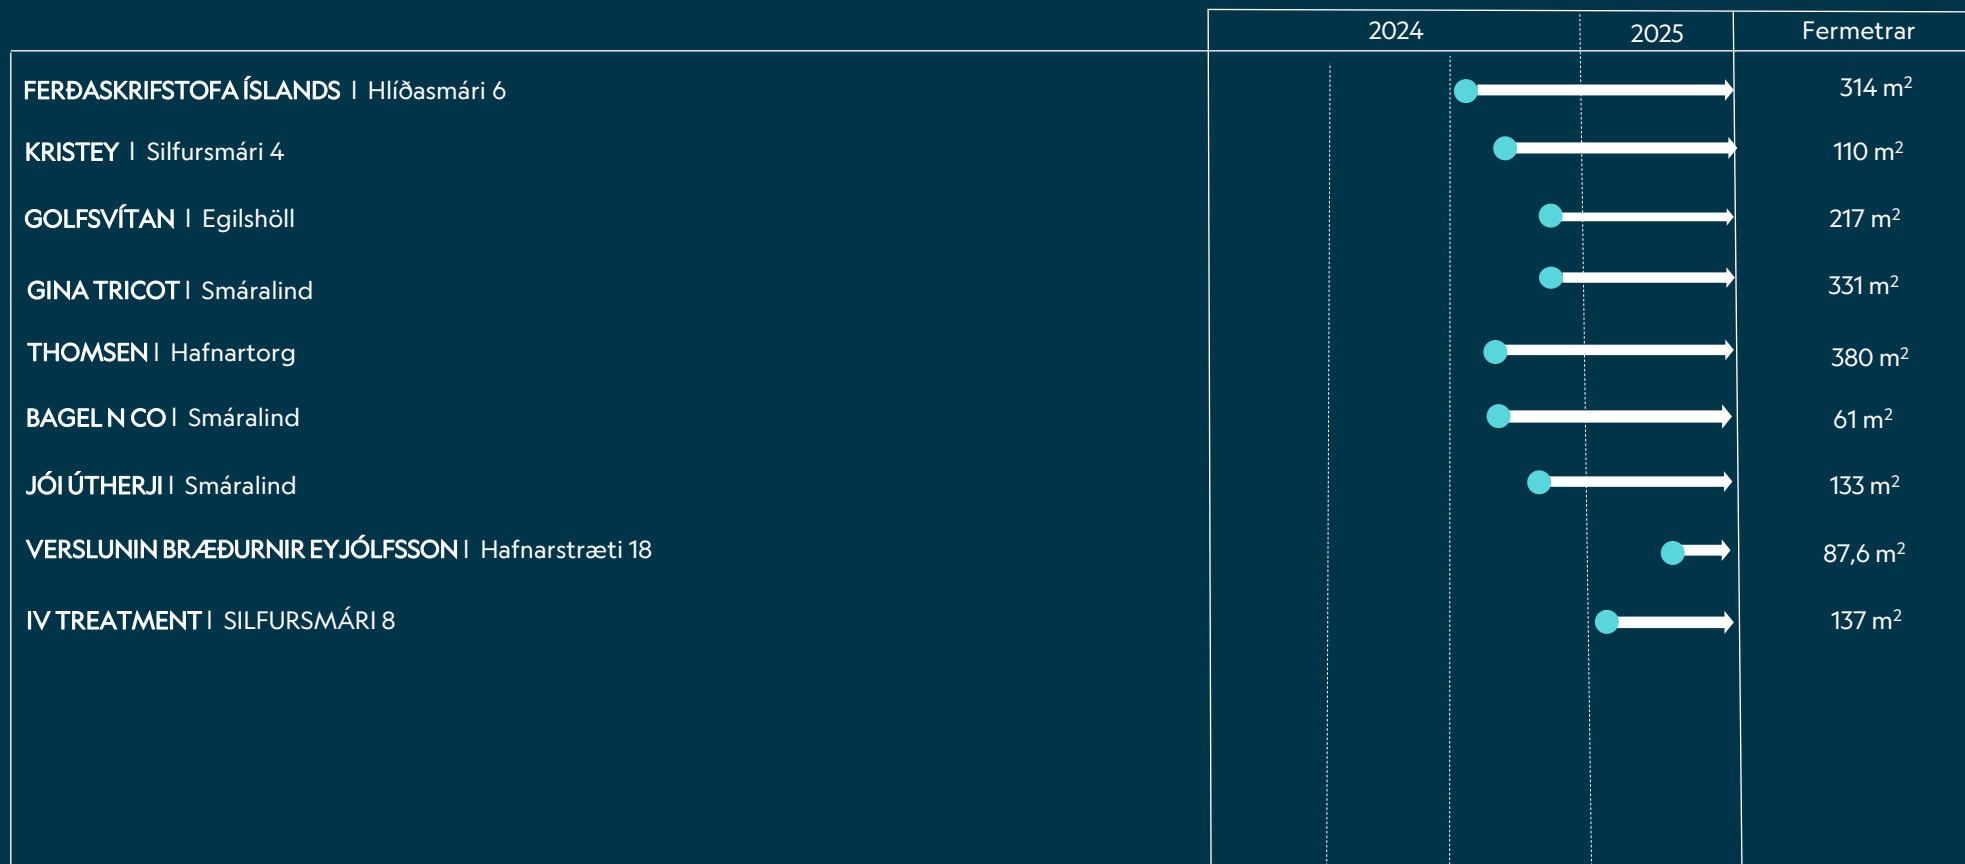 2024 2025 Fermetrar
FERÐASKRIFSTOFA ÍSLANDS | Hlíðasmári 6 314 m²
KRISTEY | Silfursmári 4 110 m²
GOLFSVÍTAN | Egilshöll 217 m²
GINA TRICOT | Smáralind 331 m²
THOMSEN | Hafnartorg 380 m²
BAGEL N CO | Smáralind 61 m²
JÓI ÚTHERJI | Smáralind 133 m²
VERSLUNIN BRÆÐURNIR EYJÓLFSSON | Hafnarstræti 18 87,6 m²
IV TREATMENT | SILFURSMÁRI 8 137 m²